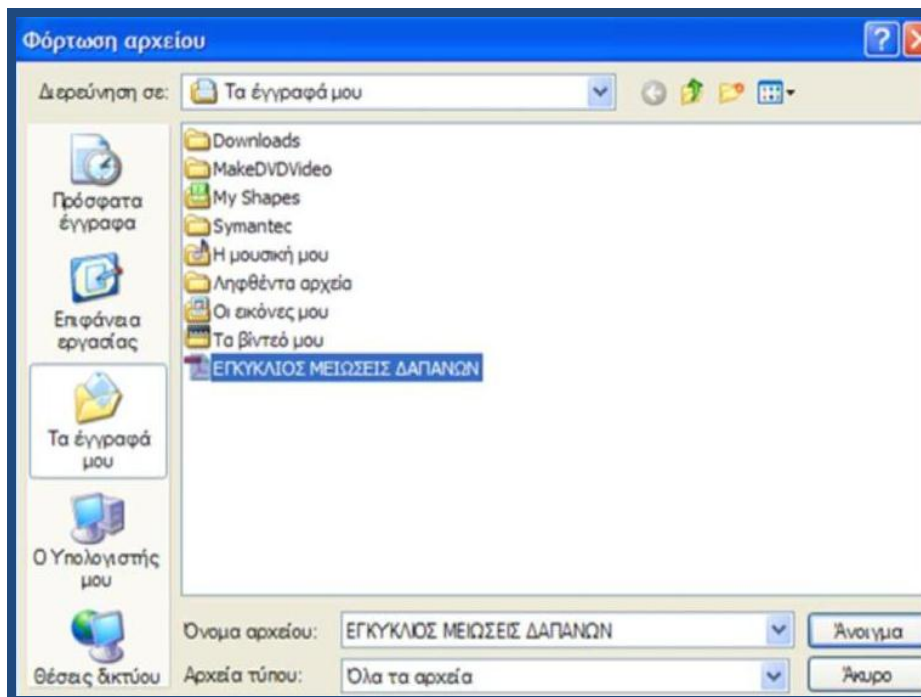 Φόρτωση αρχείου
Διερεύνηση σε: Τα έγγραφά μου
Πρόσφατα
έγγραφα
Επιφάνεια
εργασίας
Τα έγγραφά
μου
Ο Υπολογιστής
μου
Θέσεις δικτύου
Downloads
MakeDVDVideo
My Shapes
Symantec
Η μουσική μου
Ληφθέντα αρχεία
Οι εικόνες μου
Τα βίντεό μου
ΕΓΚΥΚΛΙΟΣ ΜΕΙΩΣΕΙΣ ΔΑΠΑΝΩΝ
Όνομα αρχείου: ΕΓΚΥΚΛΙΟΣ ΜΕΙΩΣΕΙΣ ΔΑΠΑΝΩΝ Άνοιγμα
Αρχεία τύπου: Όλα τα αρχεία Άκυρο